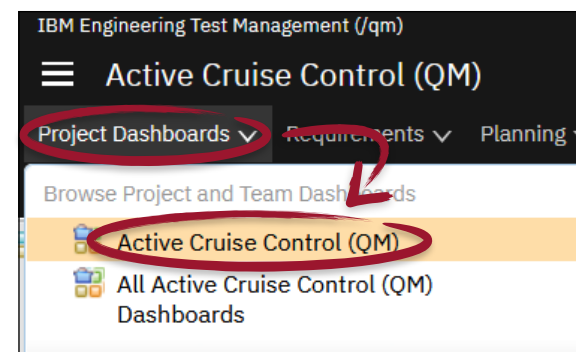 IBM Engineering Test Management (/qm)
Active Cruise Control (QM)
Project Dashboards Requirements Planning
Browse Project and Team Dashboards
Active Cruise Control (QM)
All Active Cruise Control (QM)
Dashboards